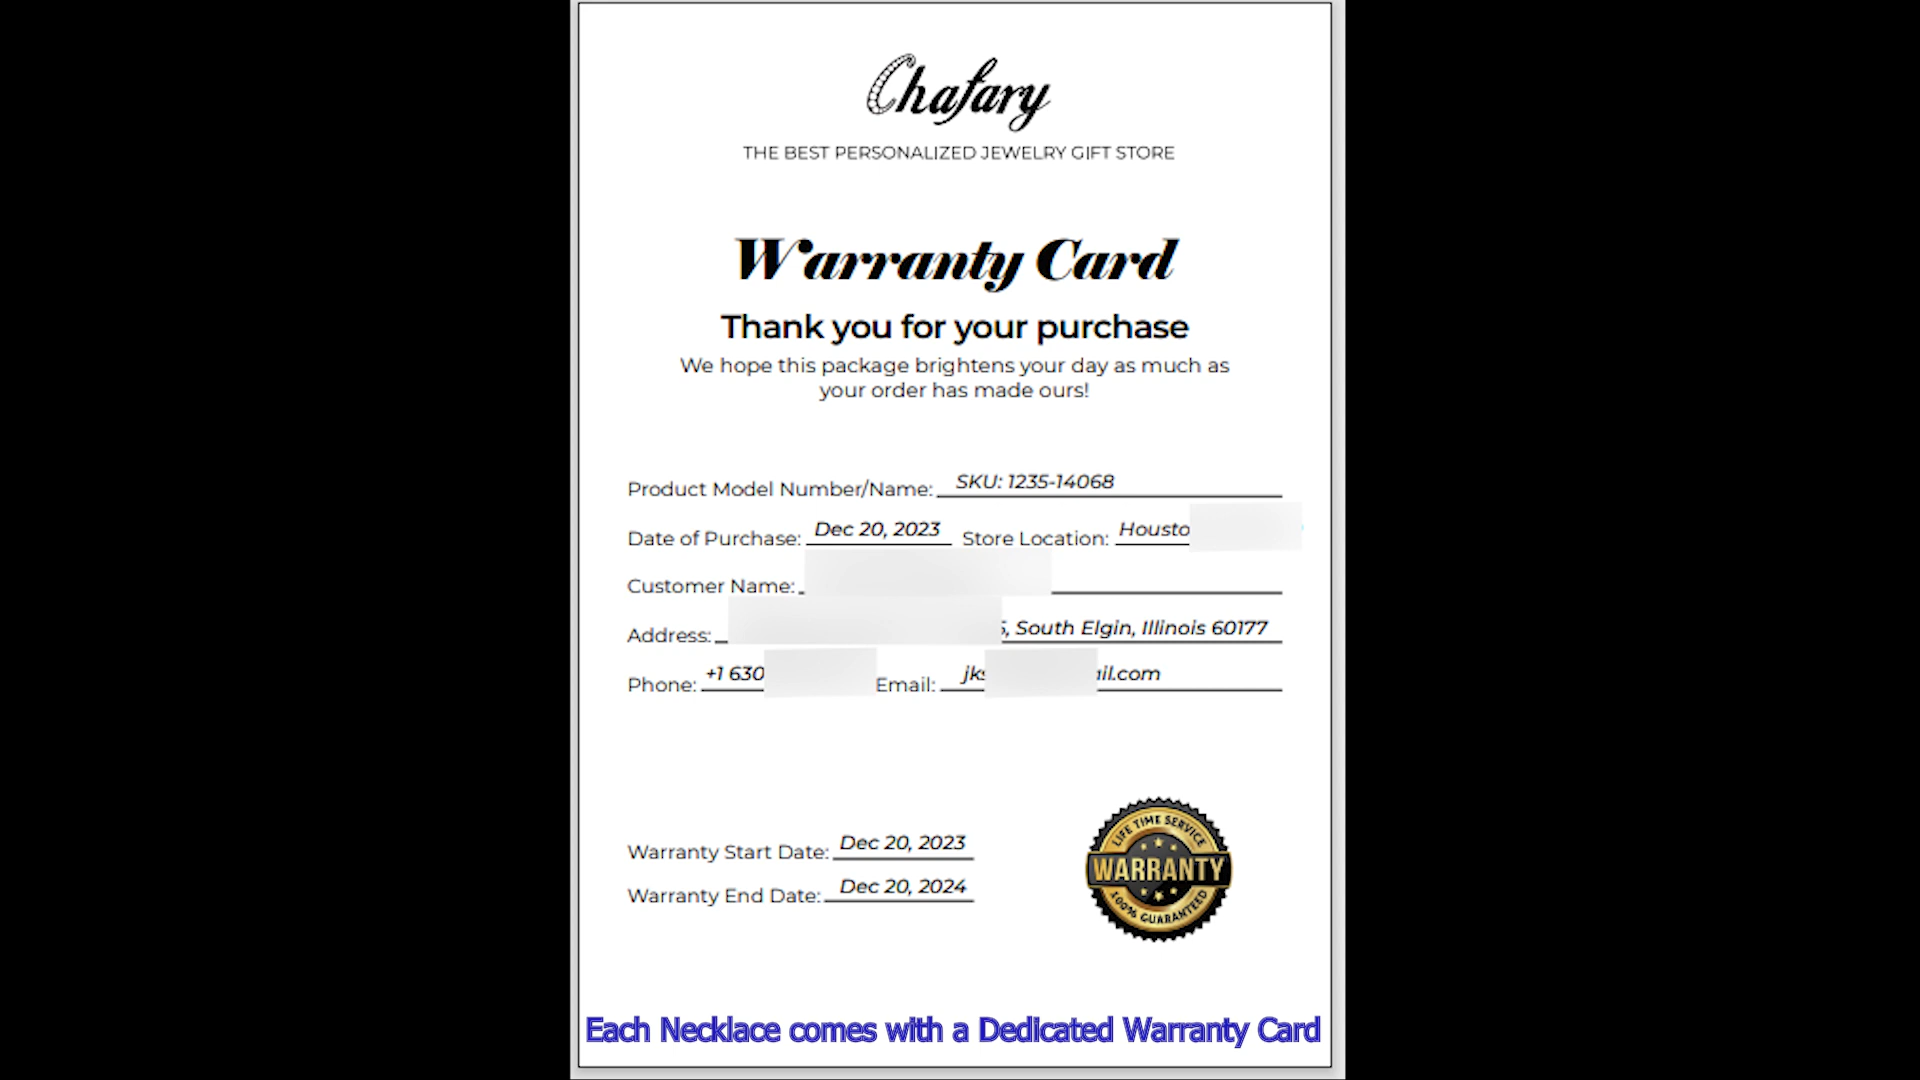 Chafary
THE BEST PERSONALIZED JEWELRY GIFT STORE
Warranty Card
Thank you for your purchase
We hope this package brightens your day as much as
your order has made ours!
Product Model Number/Name: SKU: 1235-14068
Date of Purchase: Dec 20, 2023 Store Location: Housto
Customer Name:
Address: , South Elgin, Illinois 60177
Phone: +1 630 Email: jks ail.com
Warranty Start Date: Dec 20, 2023
Warranty End Date: Dec 20, 2024
LIFE TIME SERVICE
WARRANTY
100% GUARANTEED
Each Necklace comes with a Dedicated Warranty Card